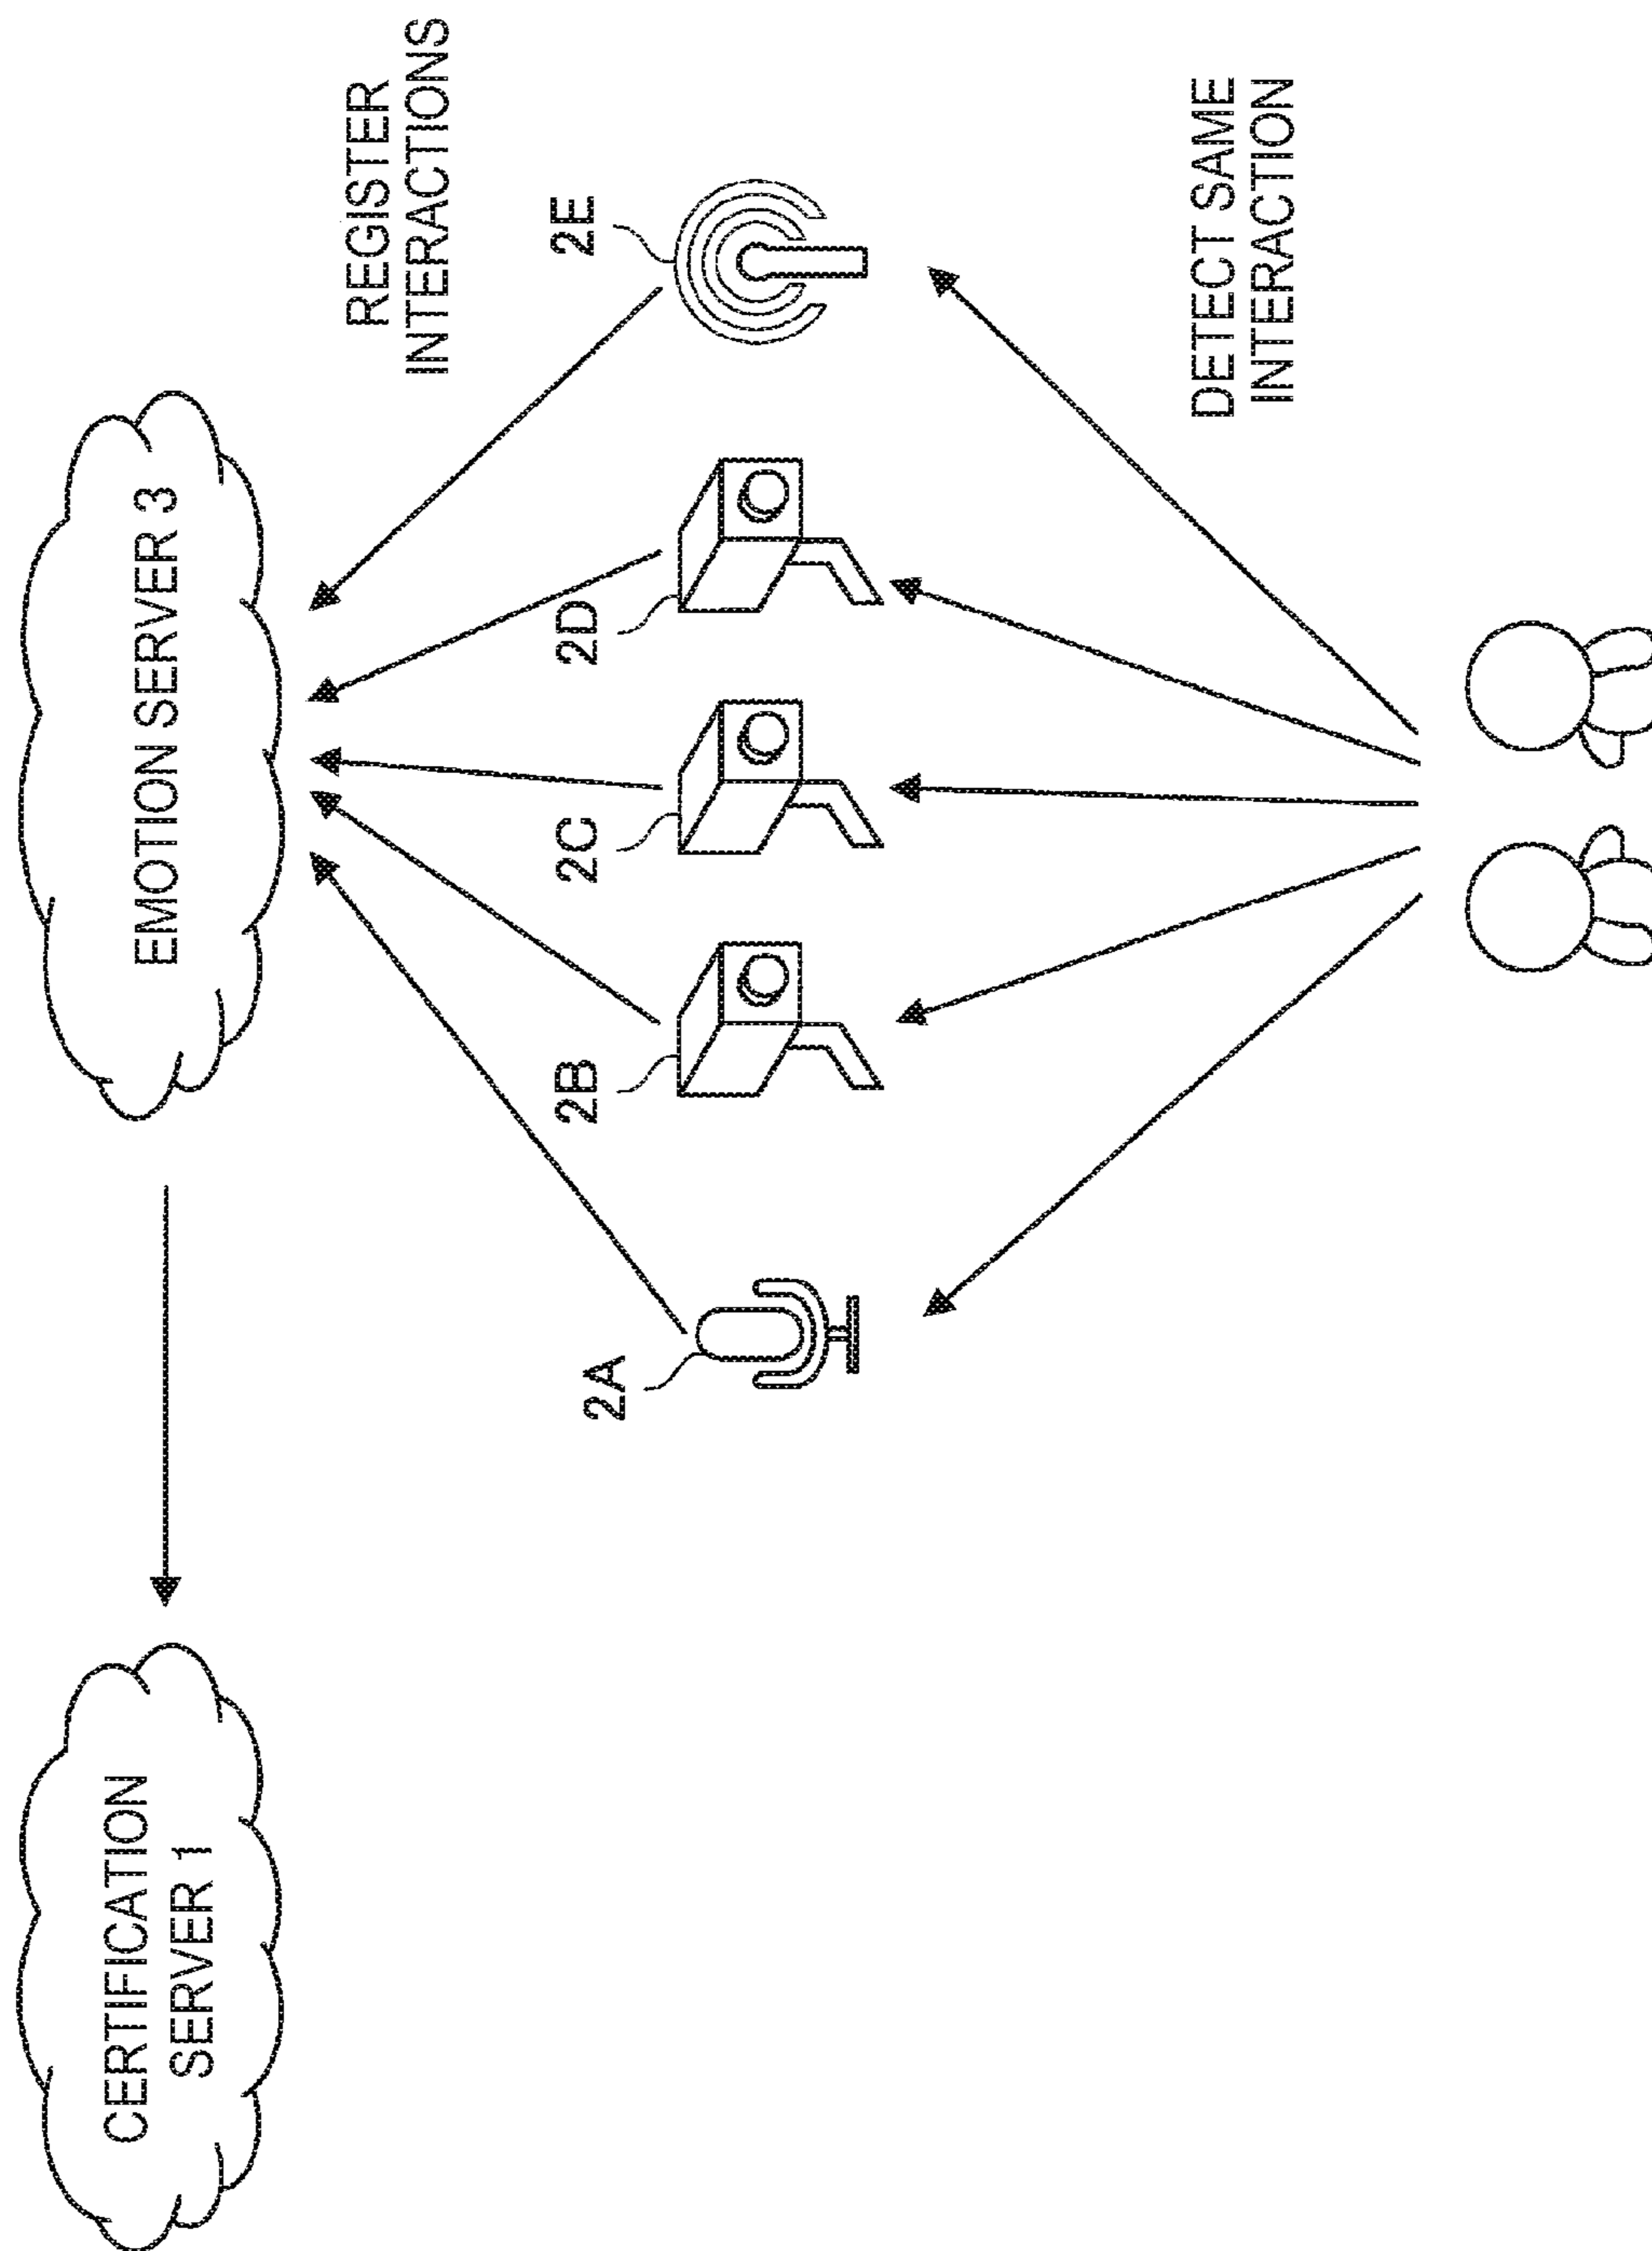 CERTIFICATION
SERVER 1
EMOTION SERVER 3
REGISTER
INTERACTIONS
2A
2B
2C
2D
2E
DETECT SAME
INTERACTION